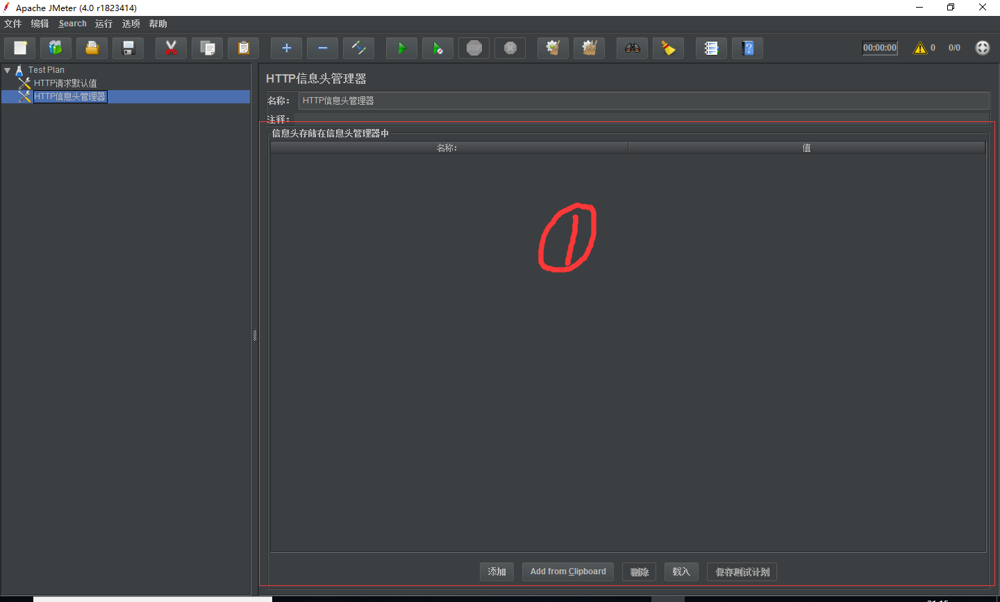 Apache JMeter (4.0 r1823414)
文件 编辑 Search 运行 选项 帮助
STOP 00:00:00 0 0/0
Test Plan
HTTP请求默认值
HTTP信息头管理器
HTTP信息头管理器
名称: HTTP信息头管理器
注释:
信息头存储在信息头管理器中
名称: 值
1
添加 Add from Clipboard 删除 载入 保存测试计划